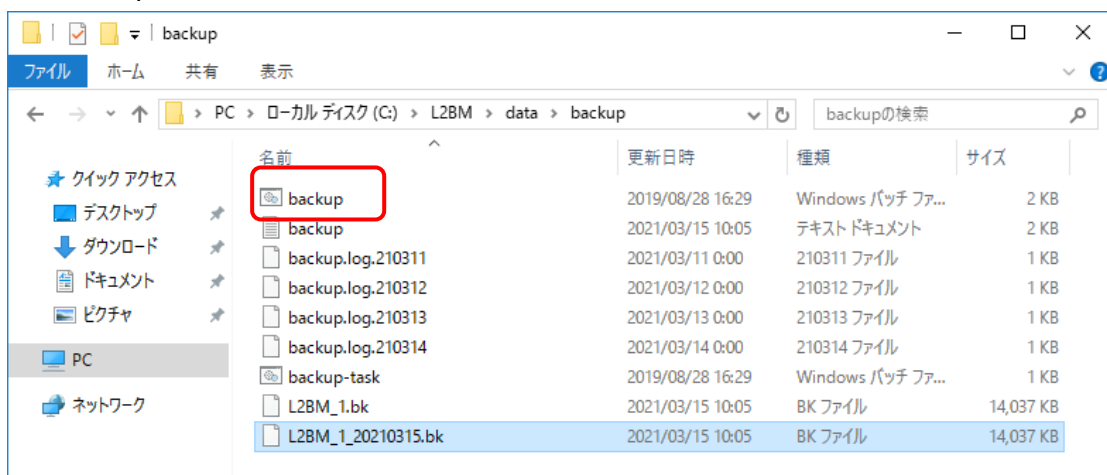 backup
ファイル ホーム 共有 表示
PC > ローカル ディスク (C:) > L2BM > data > backup backupの検索
名前 更新日時 種類 サイズ
クイック アクセス
デスクトップ
ダウンロード
ドキュメント
ピクチャ
PC
ネットワーク
backup 2019/08/28 16:29 Windows バッチ ファ... 2 KB
backup 2021/03/15 10:05 テキスト ドキュメント 2 KB
backup.log.210311 2021/03/11 0:00 210311 ファイル 1 KB
backup.log.210312 2021/03/12 0:00 210312 ファイル 1 KB
backup.log.210313 2021/03/13 0:00 210313 ファイル 1 KB
backup.log.210314 2021/03/14 0:00 210314 ファイル 1 KB
backup-task 2019/08/28 16:29 Windows バッチ ファ... 1 KB
L2BM_1.bk 2021/03/15 10:05 BK ファイル 14,037 KB
L2BM_1_20210315.bk 2021/03/15 10:05 BK ファイル 14,037 KB